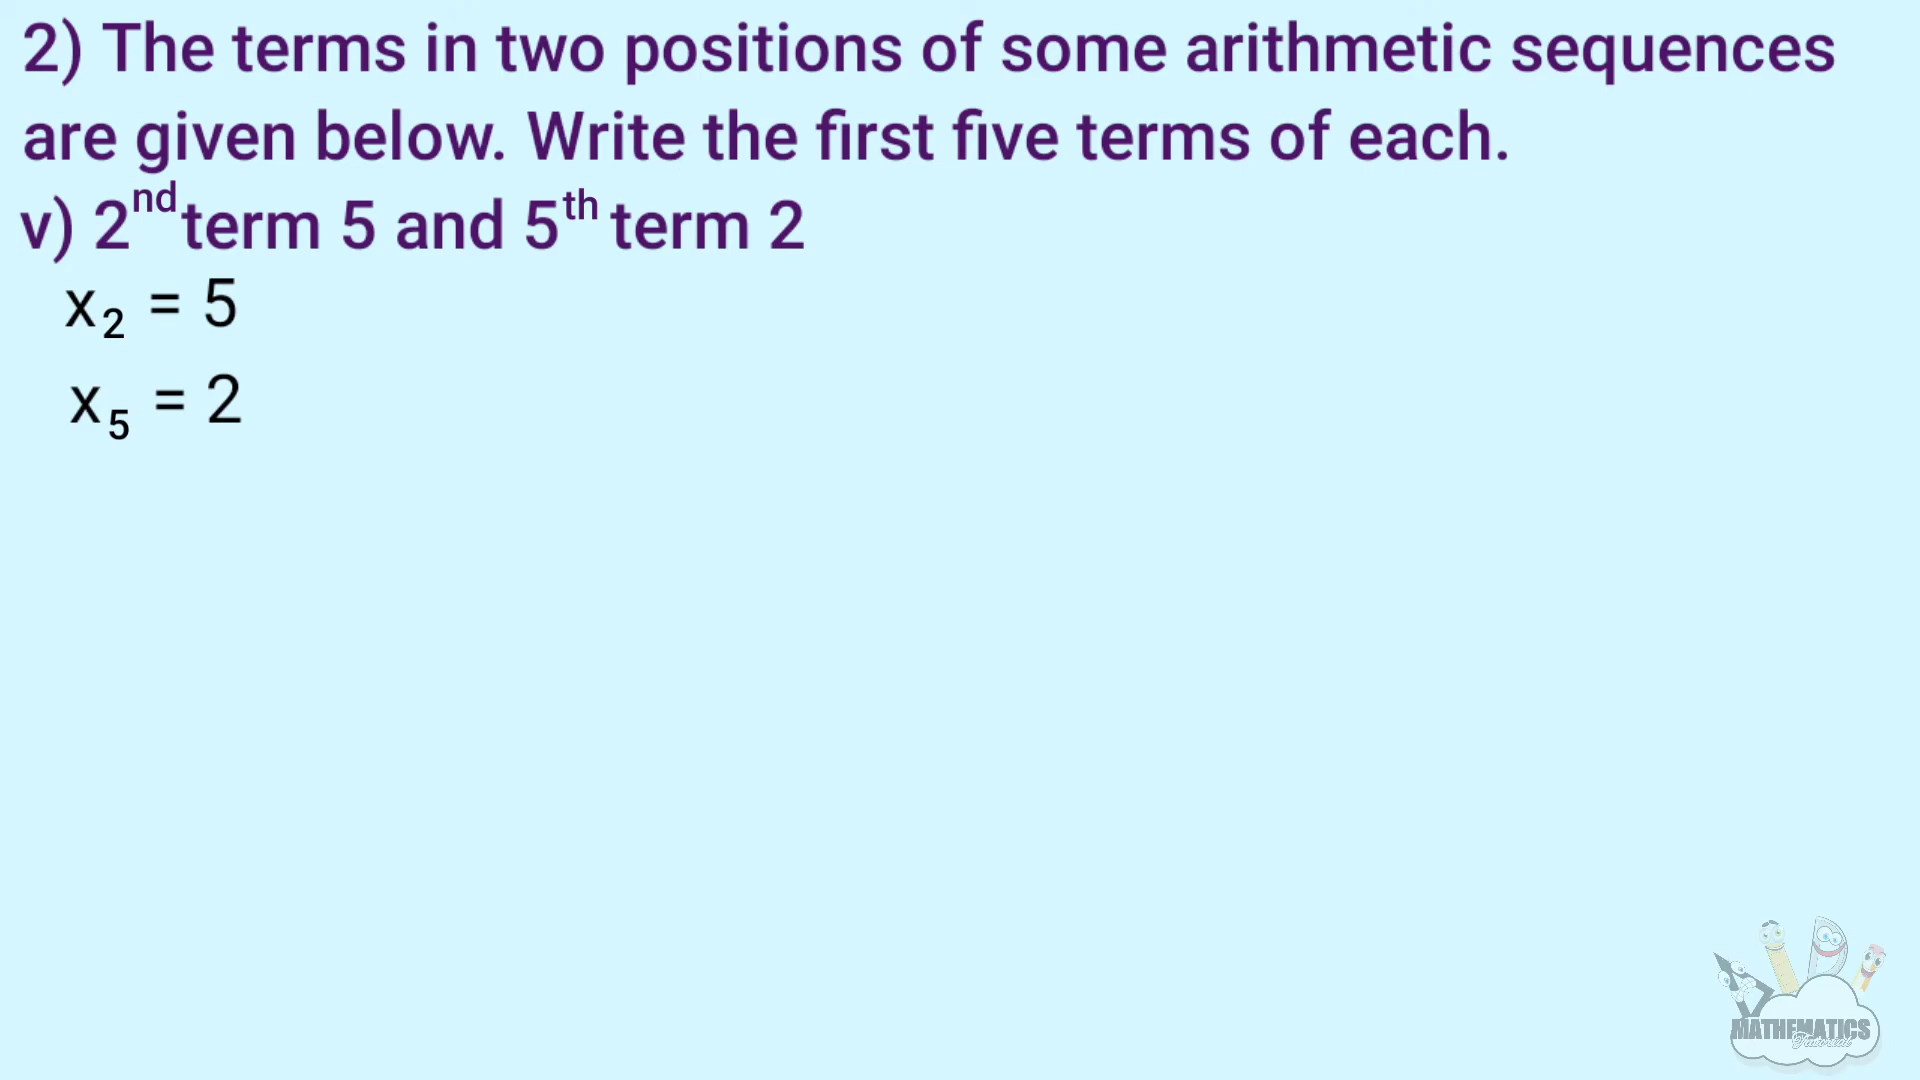 2) The terms in two positions of some arithmetic sequences
are given below. Write the first five terms of each.
v) 2nd term 5 and 5th term 2
x2 = 5
x5 = 2
MATHEMATICS
Tutorial